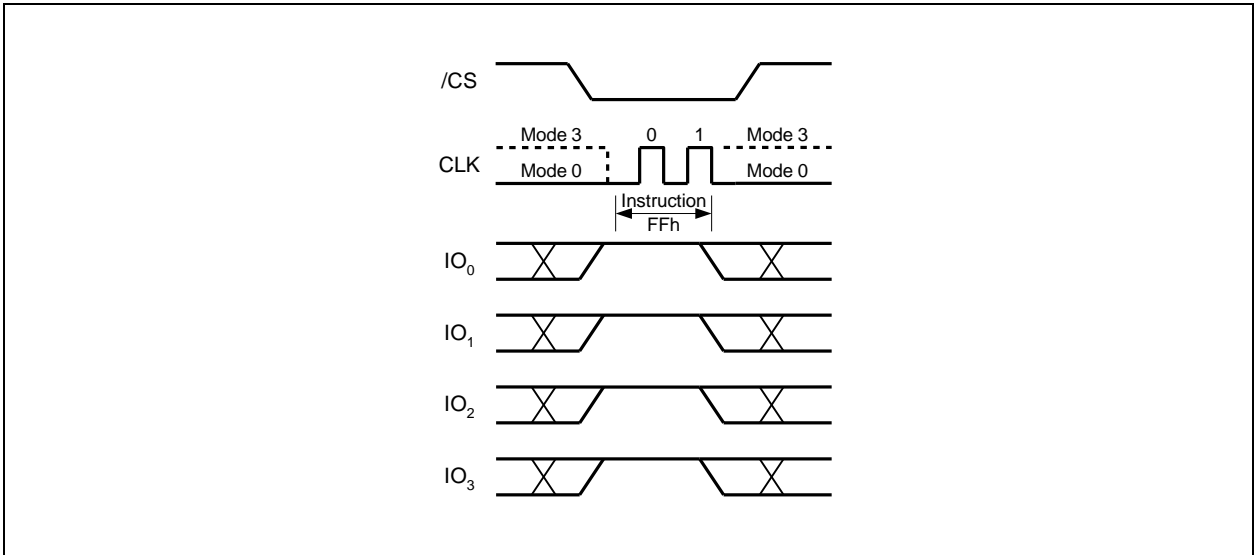 /CS
Mode 3 0 1 Mode 3
CLK
Mode 0 Mode 0
Instruction
FFh
IO₀
IO₁
IO₂
IO₃